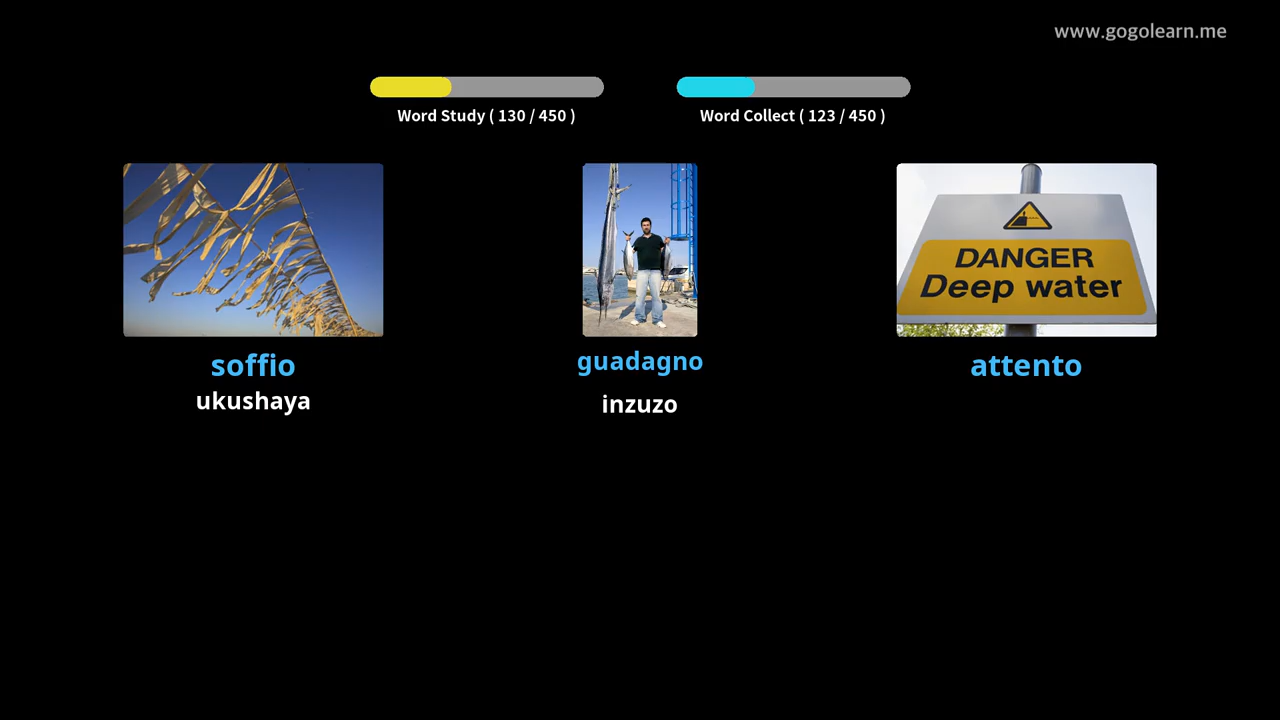 www.gogolearn.me
Word Study ( 130 / 450 )
Word Collect ( 123 / 450 )
DANGER
Deep water
soffio
guadagno
attento
ukushaya
inzuzo